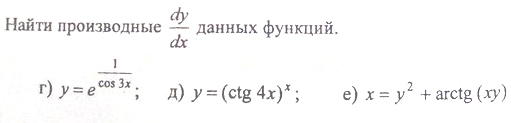 Найти производные dy/dx данных функций.
г) y = e^(1/cos 3x); д) y = (ctg 4x)^x; е) x = y² + arctg (xy)